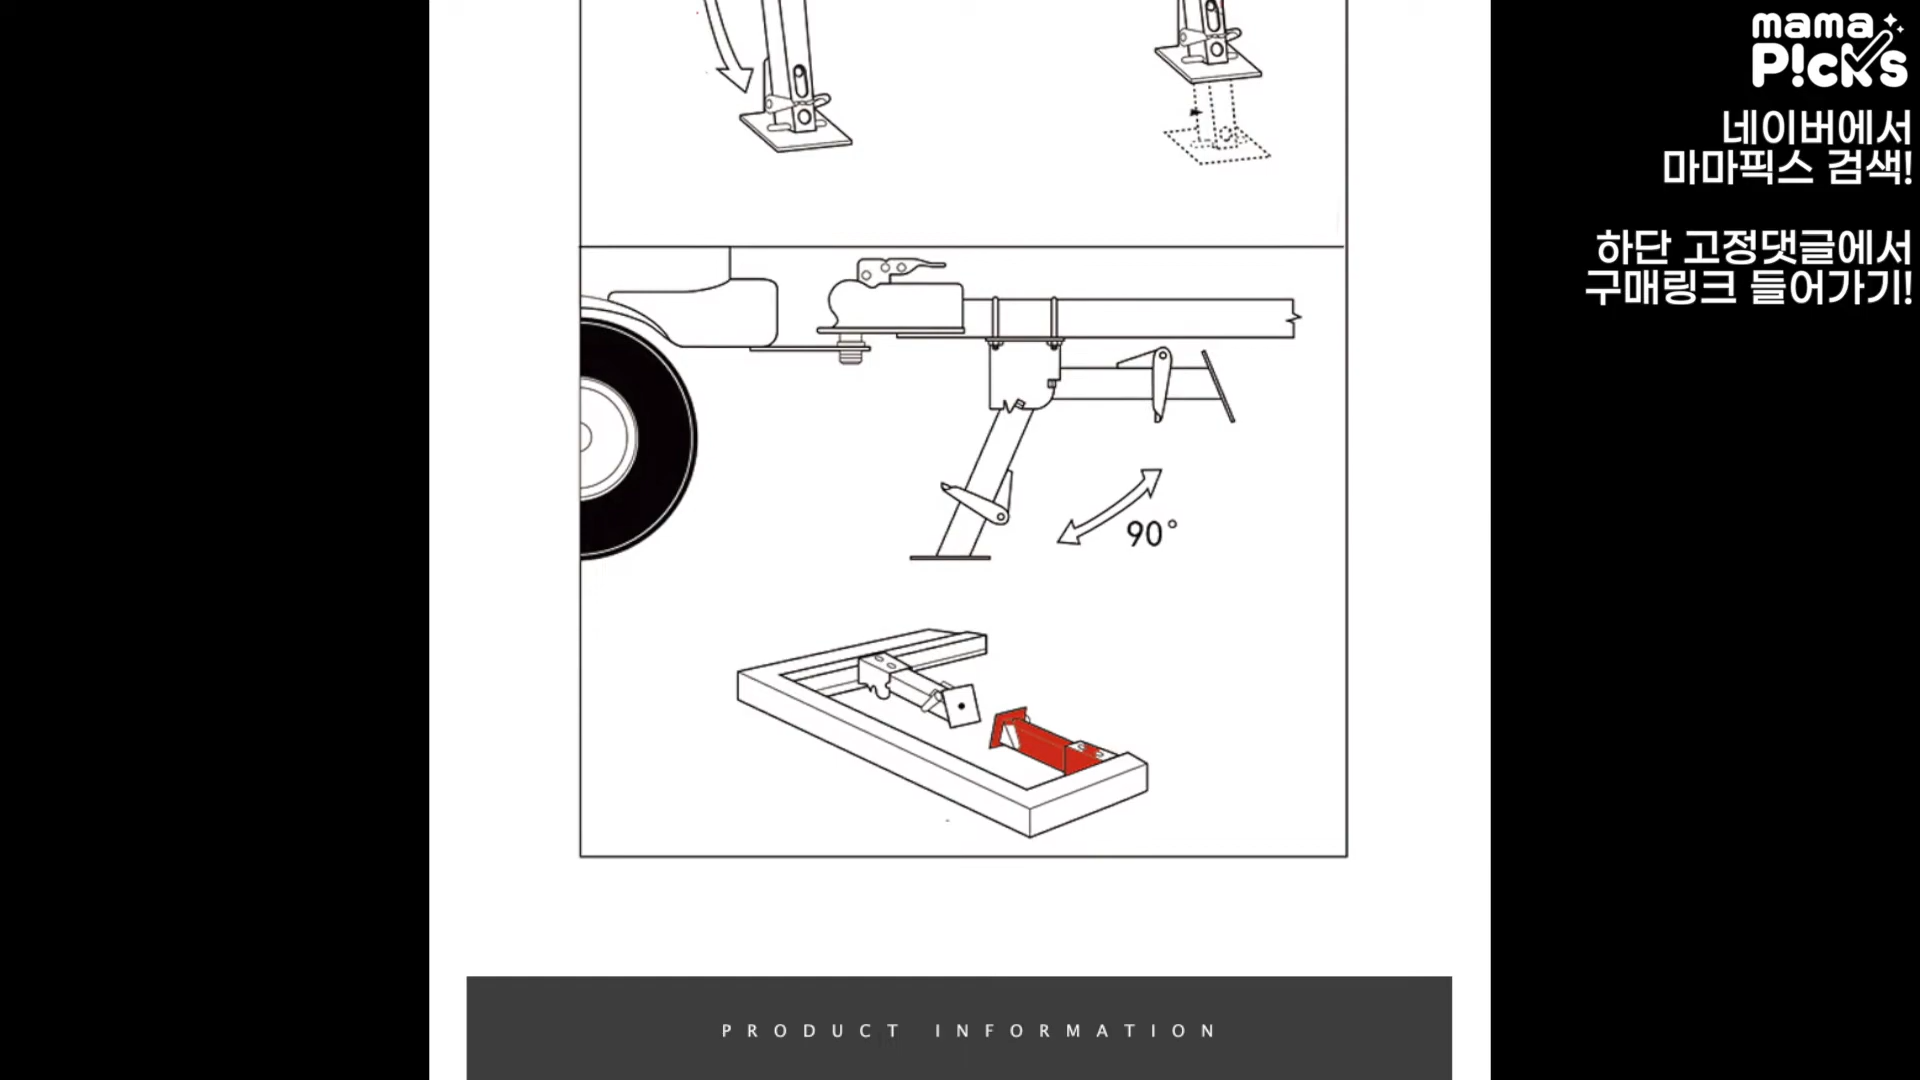 mama
P!cks
네이버에서
마마픽스 검색!
하단 고정댓글에서
구매링크 들어가기!
90°
PRODUCT INFORMATION